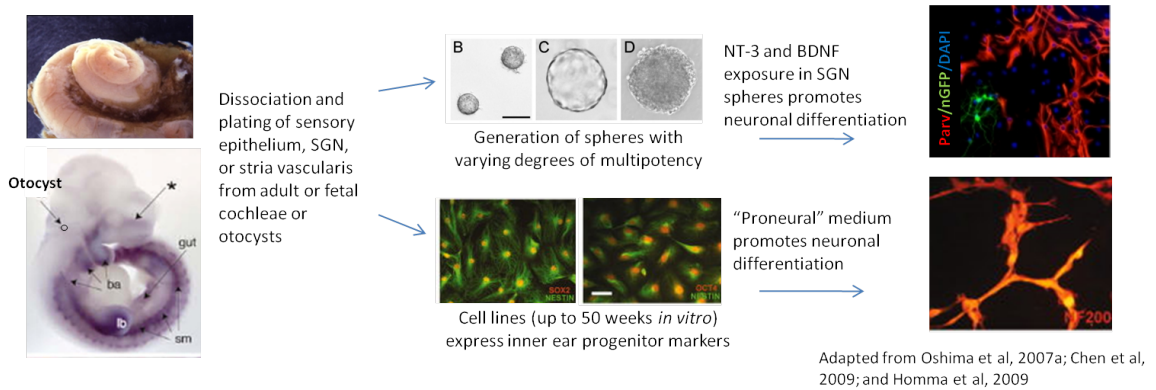 Otocyst
*
gut
ba
lb
sm
Dissociation and
plating of sensory
epithelium, SGN,
or stria vascularis
from adult or fetal
cochleae or
otocysts
B
C
D
Generation of spheres with
varying degrees of multipotency
SOX2
NESTIN
OCT4
NESTIN
Cell lines (up to 50 weeks in vitro)
express inner ear progenitor markers
NT-3 and BDNF
exposure in SGN
spheres promotes
neuronal differentiation
“Proneural” medium
promotes neuronal
differentiation
Parv/nGFP/DAPI
NF200
Adapted from Oshima et al, 2007a; Chen et al,
2009; and Homma et al, 2009